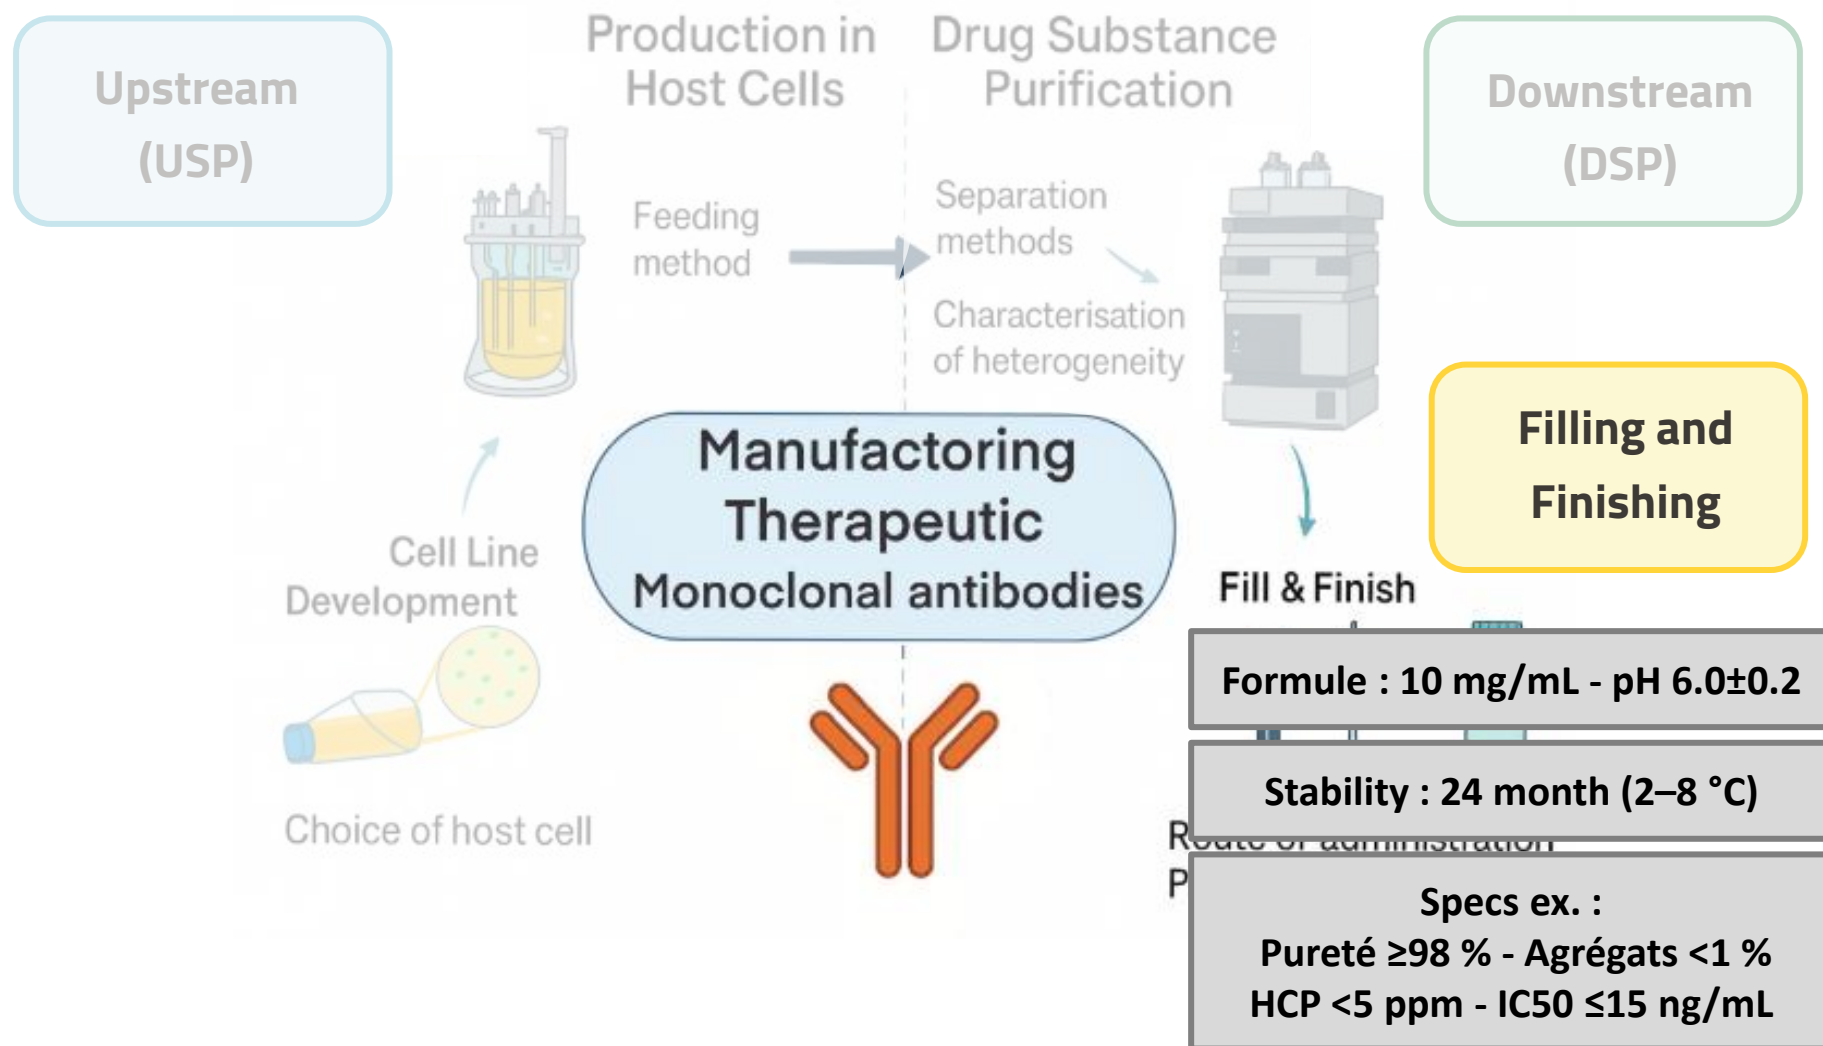 Upstream
(USP)
Production in
Host Cells
Drug Substance
Purification
Downstream
(DSP)
Feeding
method
Separation
methods
Characterisation
of heterogeneity
Filling and
Finishing
Manufactoring
Therapeutic
Monoclonal antibodies
Cell Line
Development
Choice of host cell
Fill & Finish
Formule : 10 mg/mL - pH 6.0±0.2
Stability : 24 month (2–8 °C)
Route of administration
Specs ex. :
Pureté ≥98 % - Agrégats <1 %
HCP <5 ppm - IC50 ≤15 ng/mL